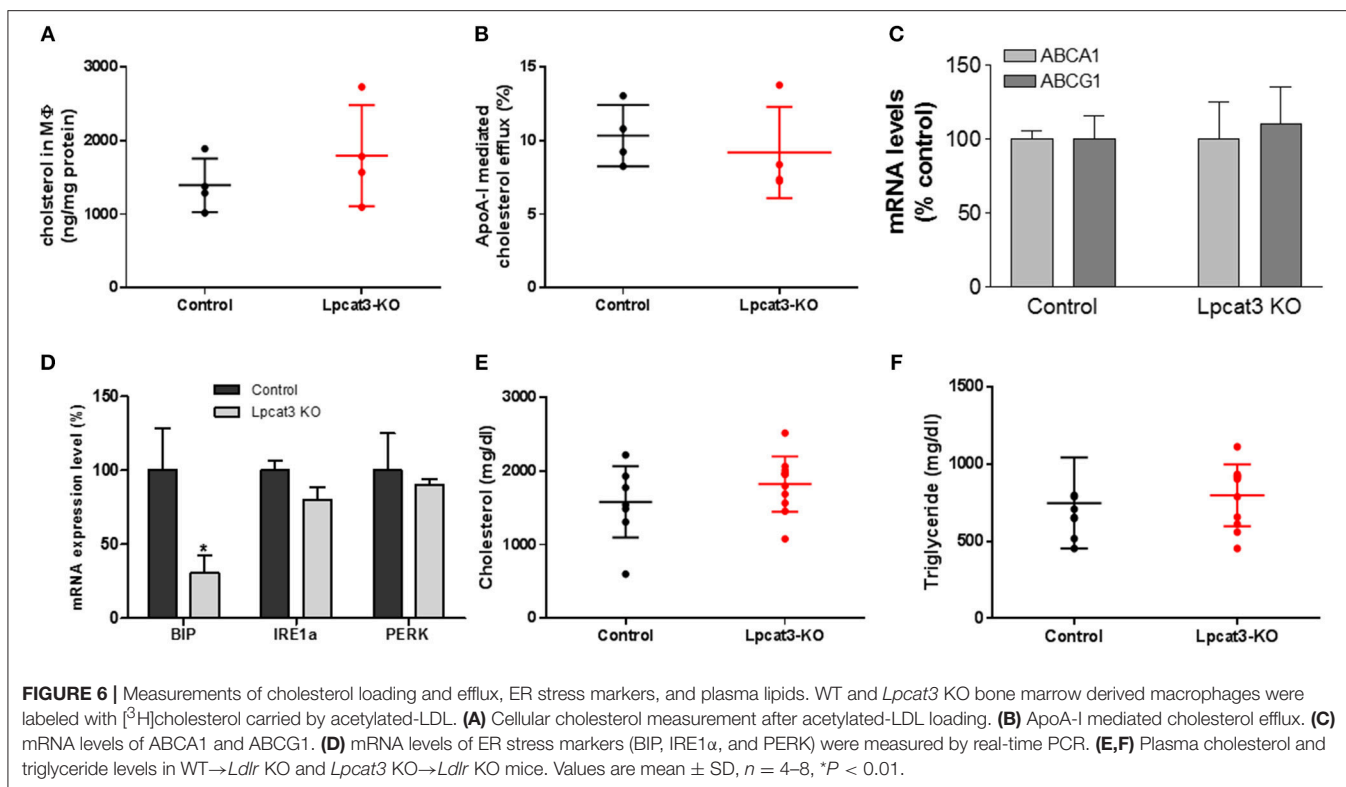 A
cholsterol in MΦ
(ng/mg protein)
3000
2000
1000
0
Control
Lpcat3-KO
B
ApoA-I mediated
cholesterol efflux (%)
15
10
5
0
Control
Lpcat3-KO
C
ABCA1
ABCG1
mRNA levels
(% control)
150
100
50
0
Control
Lpcat3 KO
D
Control
Lpcat3 KO
mRNA expression level (%)
150
100
50
0
*
BIP
IRE1a
PERK
E
Cholesterol (mg/dl)
3000
2000
1000
0
Control
Lpcat3-KO
F
Triglyceride (mg/dl)
1500
1000
500
0
Control
Lpcat3-KO
FIGURE 6 | Measurements of cholesterol loading and efflux, ER stress markers, and plasma lipids. WT and Lpcat3 KO bone marrow derived macrophages were
labeled with [³H]cholesterol carried by acetylated-LDL. (A) Cellular cholesterol measurement after acetylated-LDL loading. (B) ApoA-I mediated cholesterol efflux. (C)
mRNA levels of ABCA1 and ABCG1. (D) mRNA levels of ER stress markers (BIP, IRE1α, and PERK) were measured by real-time PCR. (E,F) Plasma cholesterol and
triglyceride levels in WT→Ldlr KO and Lpcat3 KO→Ldlr KO mice. Values are mean ± SD, n = 4–8, *P < 0.01.